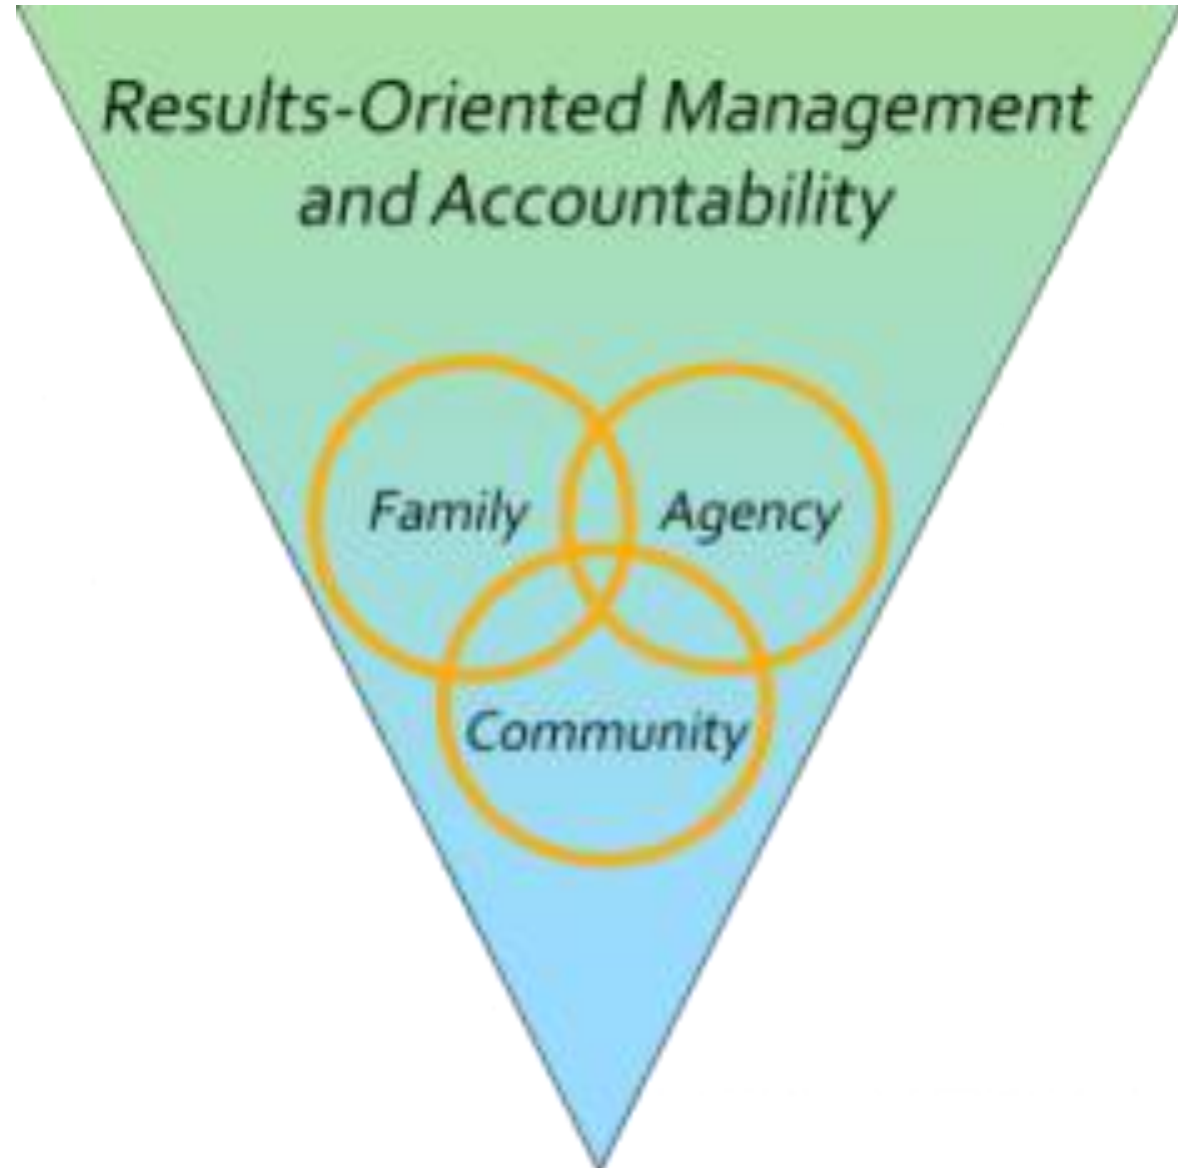 Results-Oriented Management
and Accountability
Family
Agency
Community